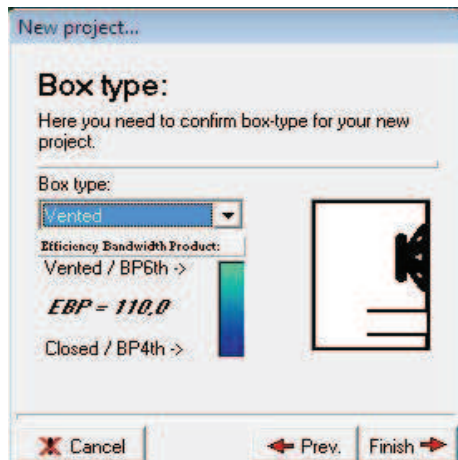 New project...
Box type:
Here you need to confirm box-type for your new
project.
Box type:
Vented
Efficiency Bandwidth Product:
Vented / BP6th ->
EBP = 110,0
Closed / BP4th ->
Cancel
Prev.
Finish